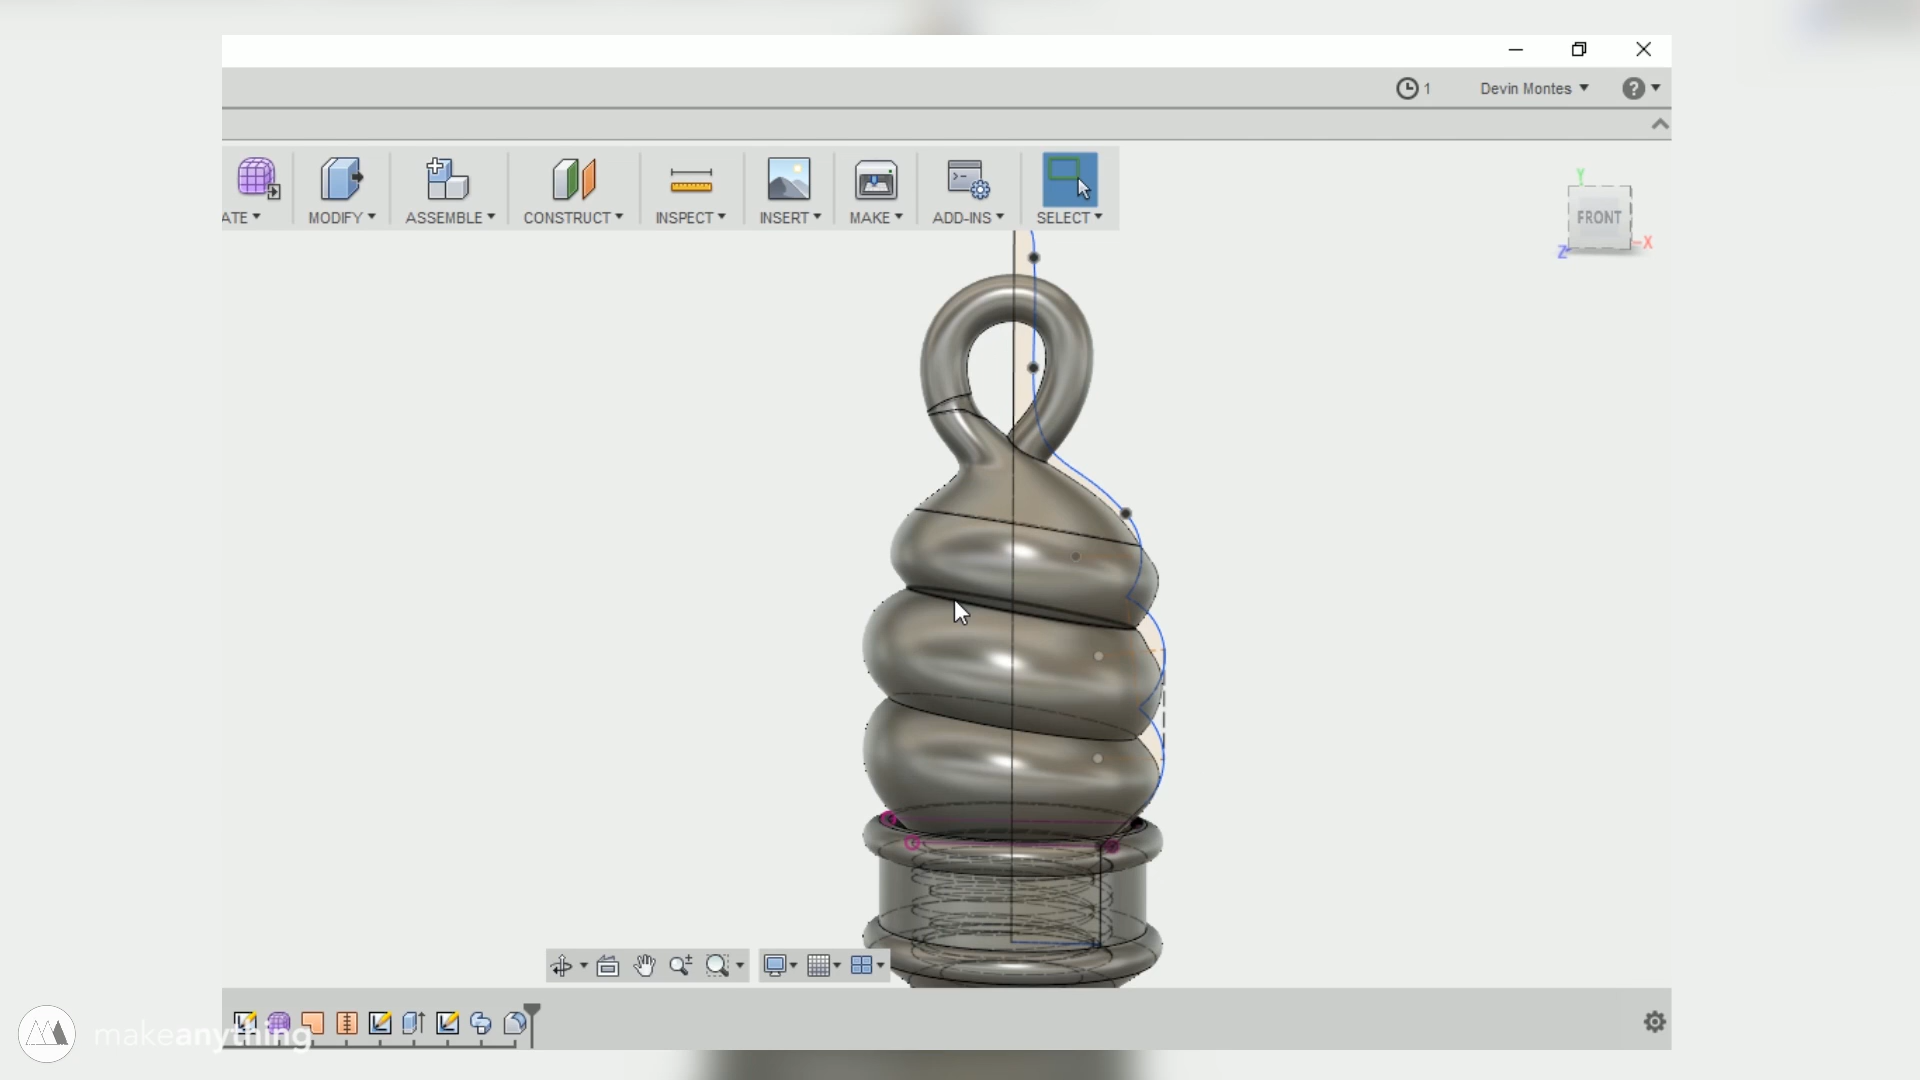 1 Devin Montes ?
ATE MODIFY ASSEMBLE CONSTRUCT INSPECT INSERT MAKE ADD-INS SELECT
Y
FRONT
X
Z
makeanything